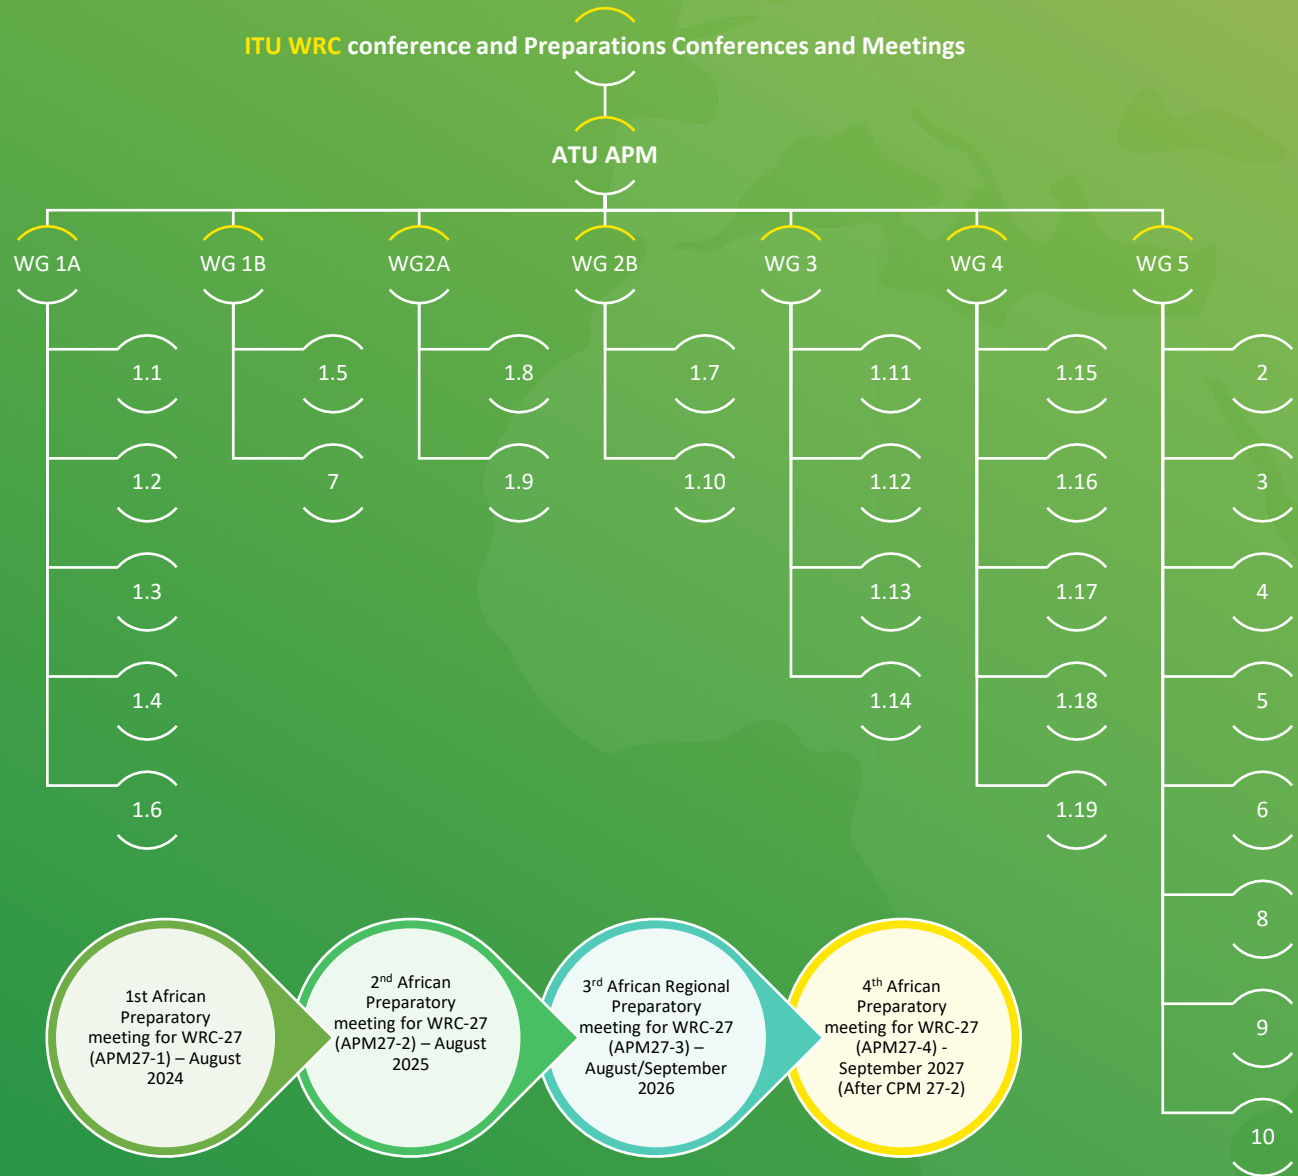 ITU WRC conference and Preparations Conferences and Meetings
ATU APM
WG 1A
WG 1B
WG2A
WG 2B
WG 3
WG 4
WG 5
1.1
1.5
1.8
1.7
1.11
1.15
2
1.2
7
1.9
1.10
1.12
1.16
3
1.3
1.13
1.17
4
1.4
1.14
1.18
5
1.6
1.19
6
8
9
10
1st African
Preparatory
meeting for WRC-27
(APM27-1) – August
2024
2nd African
Preparatory
meeting for WRC-27
(APM27-2) – August
2025
3rd African Regional
Preparatory
meeting for WRC-27
(APM27-3) –
August/September
2026
4th African
Preparatory
meeting for WRC-27
(APM27-4) -
September 2027
(After CPM 27-2)